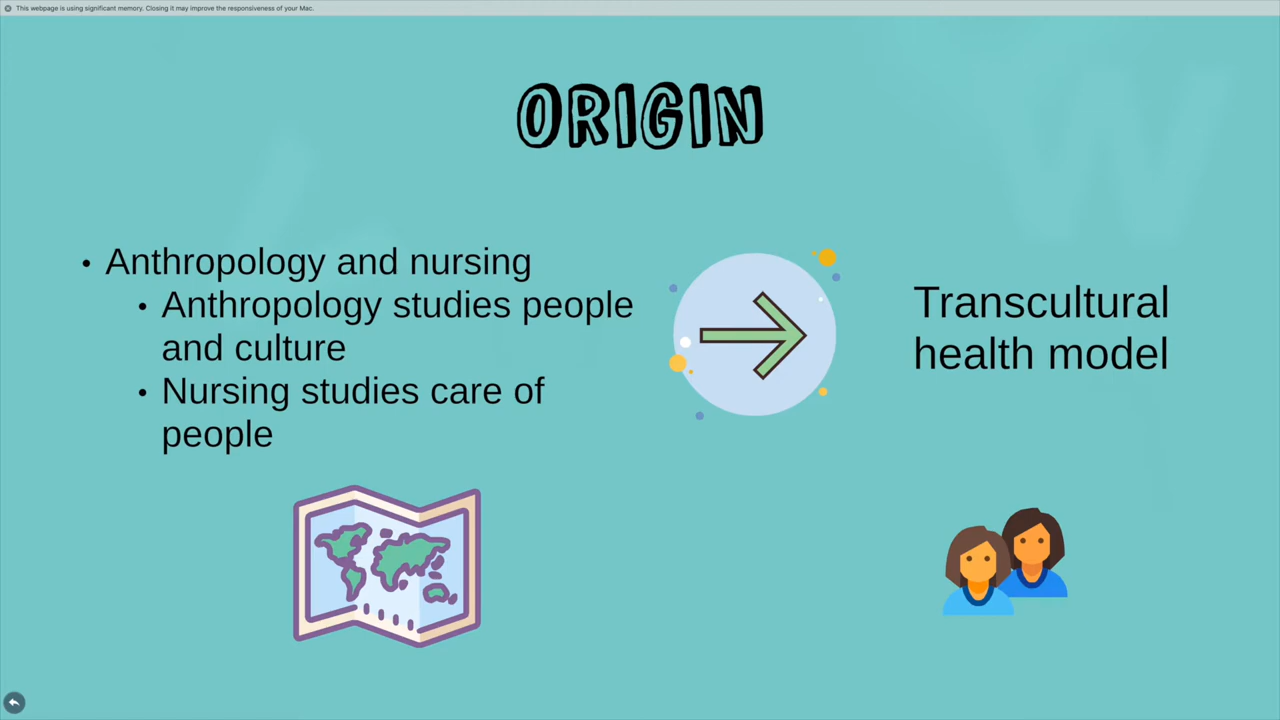 This webpage is using significant memory. Closing it may improve the responsiveness of your Mac.
ORIGIN
• Anthropology and nursing
• Anthropology studies people
and culture
• Nursing studies care of
people
Transcultural
health model
W